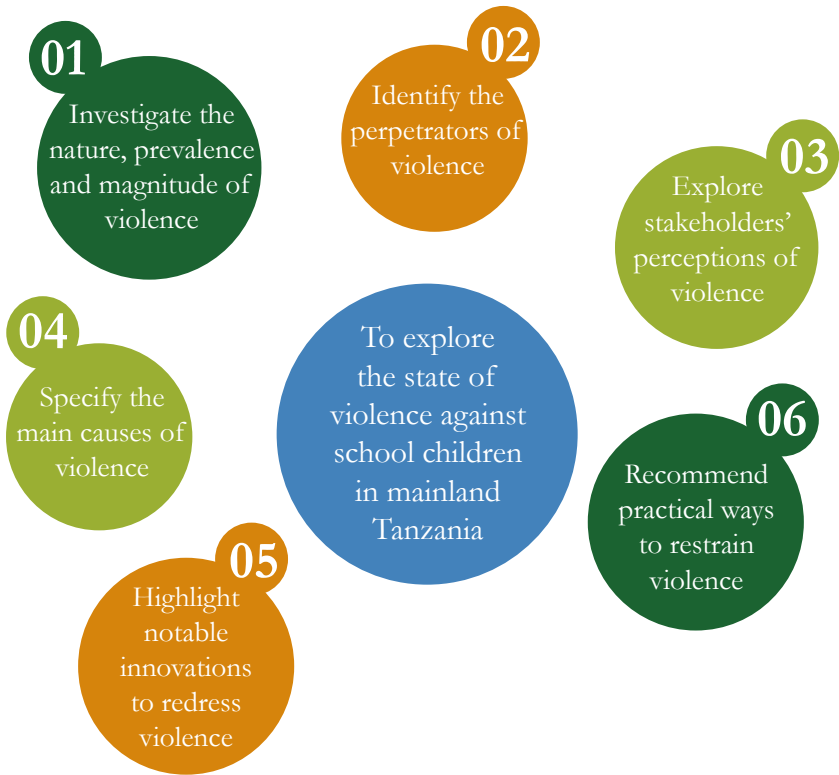 01
Investigate the
nature, prevalence
and magnitude of
violence
02
Identify the
perpetrators of
violence
03
Explore
stakeholders’
perceptions of
violence
To explore
the state of
violence against
school children
in mainland
Tanzania
04
Specify the
main causes of
violence
05
Highlight
notable
innovations
to redress
violence
06
Recommend
practical ways
to restrain
violence